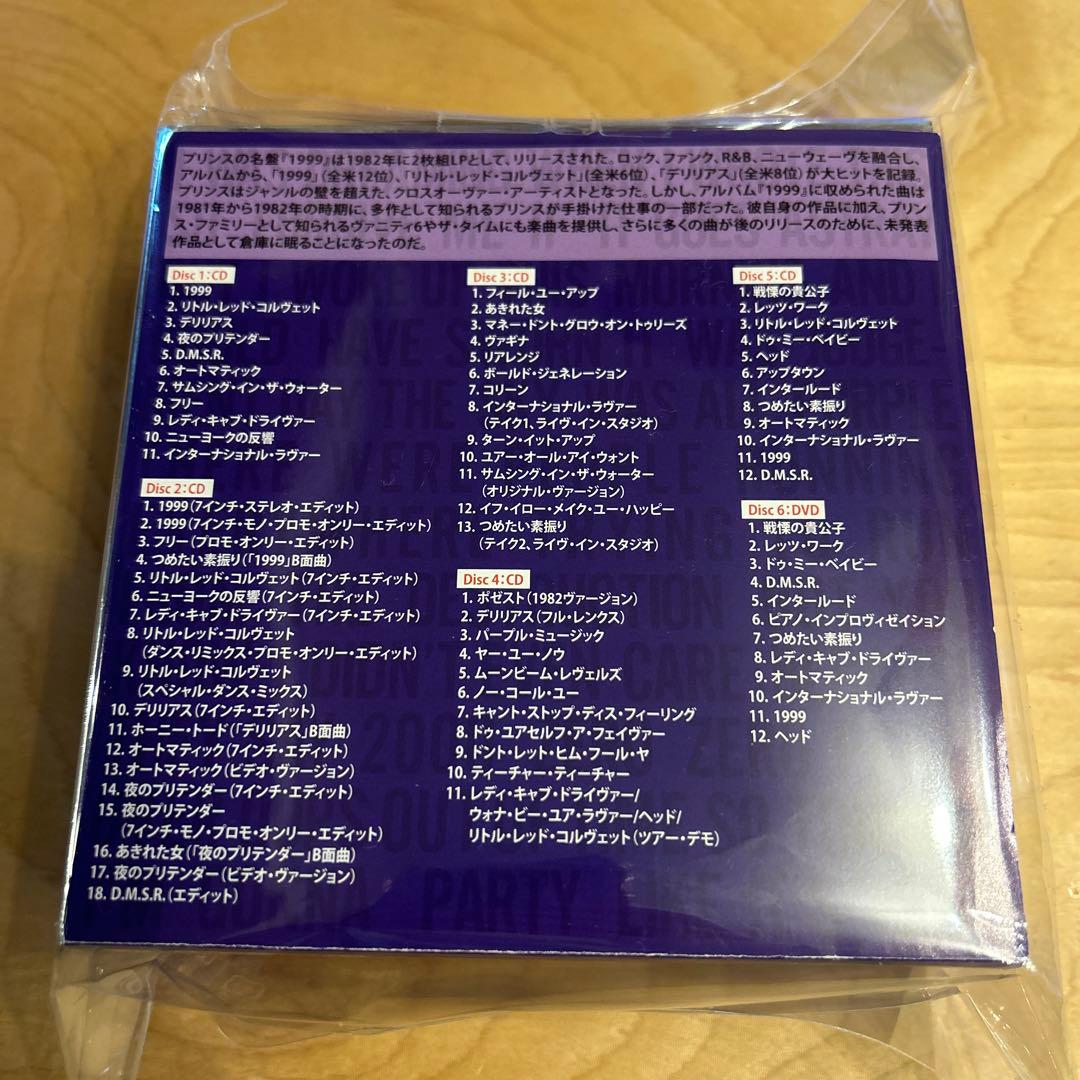 プリンスの名盤『1999』は1982年に2枚組LPとして、リリースされた。ロック、ファンク、R&B、ニューウェーヴを融合し、
アルバムから、「1999」(全米12位)、「リトル・レッド・コルヴェット」(全米6位)、「デリリアス」(全米8位)が大ヒットを記録。
プリンスはジャンルの壁を超えた、クロスオーヴァー・アーティストとなった。しかし、アルバム『1999』に収められた曲は
1981年から1982年の時期に、多作として知られるプリンスが手掛けた仕事の一部だった。彼自身の作品に加え、プリン
ス・ファミリーとして知られるヴァニティ6やザ・タイムにも楽曲を提供し、さらに多くの曲が後のリリースのために、未発表
作品として倉庫に眠ることになったのだ。
Disc 1:CD
1. 1999
2. リトル・レッド・コルヴェット
3. デリリアス
4. 夜のプリテンダー
5. D.M.S.R.
6. オートマティック
7. サムシング・イン・ザ・ウォーター
8. フリー
9. レディ・キャブ・ドライヴァー
10. ニューヨークの反響
11. インターナショナル・ラヴァー
Disc 2:CD
1. 1999(7インチ・ステレオ・エディット)
2. 1999(7インチ・モノ・プロモ・オンリー・エディット)
3. フリー(プロモ・オンリー・エディット)
4. つめたい素振り(「1999」B面曲)
5. リトル・レッド・コルヴェット(7インチ・エディット)
6. ニューヨークの反響(7インチ・エディット)
7. レディ・キャブ・ドライヴァー(7インチ・エディット)
8. リトル・レッド・コルヴェット
(ダンス・リミックス・プロモ・オンリー・エディット)
9. リトル・レッド・コルヴェット
(スペシャル・ダンス・ミックス)
10. デリリアス(7インチ・エディット)
11. ホーニー・トード(「デリリアス」B面曲)
12. オートマティック(7インチ・エディット)
13. オートマティック(ビデオ・ヴァージョン)
14. 夜のプリテンダー(7インチ・エディット)
15. 夜のプリテンダー
(7インチ・モノ・プロモ・オンリー・エディット)
16. あきれた女(「夜のプリテンダー」B面曲)
17. 夜のプリテンダー(ビデオ・ヴァージョン)
18. D.M.S.R.(エディット)
Disc 3:CD
1. フィール・ユー・アップ
2. あきれた女
3. マネー・ドント・グロウ・オン・トゥリーズ
4. ヴァギナ
5. リアレンジ
6. ボールド・ジェネレーション
7. コリーン
8. インターナショナル・ラヴァー
(テイク1、ライヴ・イン・スタジオ)
9. ターン・イット・アップ
10. ユアー・オール・アイ・ウォント
11. サムシング・イン・ザ・ウォーター
(オリジナル・ヴァージョン)
12. イフ・イロー・メイク・ユー・ハッピー
13. つめたい素振り
(テイク2、ライヴ・イン・スタジオ)
Disc 4:CD
1. ポゼスト(1982ヴァージョン)
2. デリリアス(フル・レンクス)
3. パープル・ミュージック
4. ヤー・ユー・ノウ
5. ムーンビーム・レヴェルズ
6. ノー・コール・ユー
7. キャント・ストップ・ディス・フィーリング
8. ドゥ・ユアセルフ・ア・フェイヴァー
9. ドント・レット・ヒム・フール・ヤ
10. ティーチャー・ティーチャー
11. レディ・キャブ・ドライヴァー/
ウォナ・ビー・ユア・ラヴァー/ヘッド/
リトル・レッド・コルヴェット(ツアー・デモ)
Disc 5:CD
1. 戦慄の貴公子
2. レッツ・ワーク
3. リトル・レッド・コルヴェット
4. ドゥ・ミー・ベイビー
5. ヘッド
6. アップタウン
7. インタールード
8. つめたい素振り
9. オートマティック
10. インターナショナル・ラヴァー
11. 1999
12. D.M.S.R.
Disc 6:DVD
1. 戦慄の貴公子
2. レッツ・ワーク
3. ドゥ・ミー・ベイビー
4. D.M.S.R.
5. インタールード
6. ピアノ・インプロヴィゼイション
7. つめたい素振り
8. レディ・キャブ・ドライヴァー
9. オートマティック
10. インターナショナル・ラヴァー
11. 1999
12. ヘッド